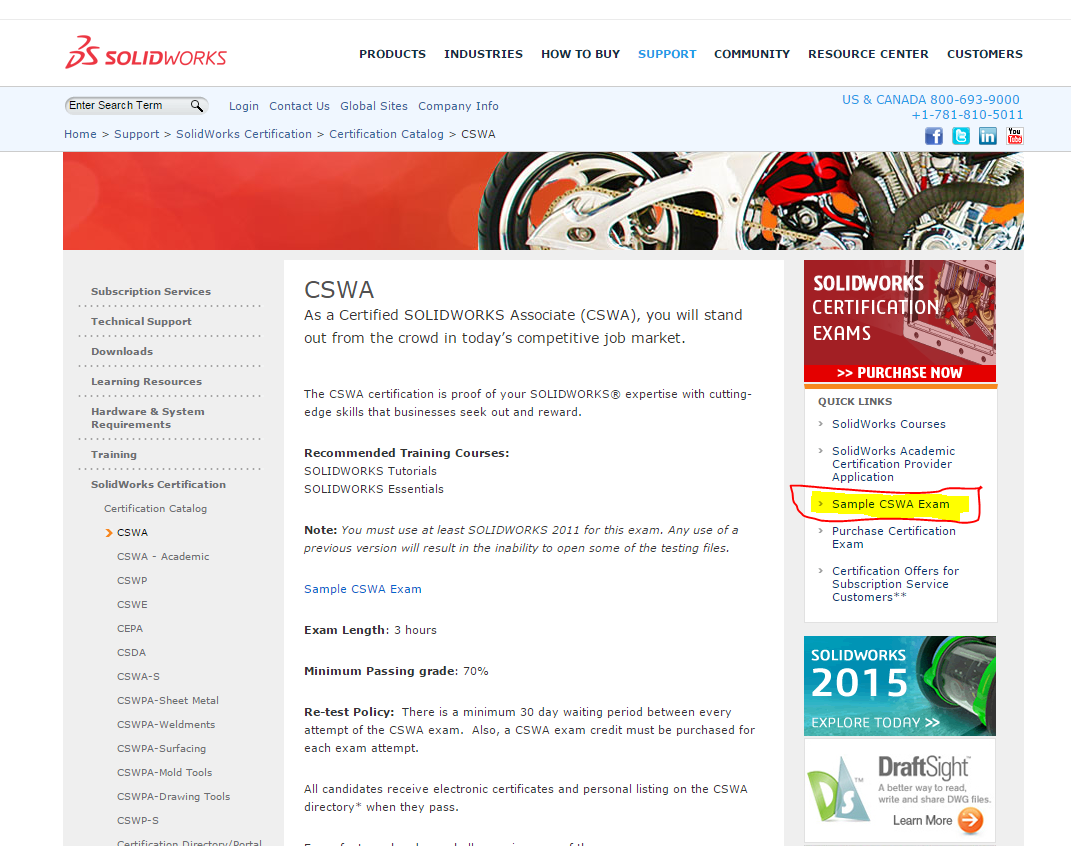 SOLIDWORKS
PRODUCTS INDUSTRIES HOW TO BUY SUPPORT COMMUNITY RESOURCE CENTER CUSTOMERS
Enter Search Term Login Contact Us Global Sites Company Info
US & CANADA 800-693-9000
+1-781-810-5011
Home > Support > SolidWorks Certification > Certification Catalog > CSWA
You
Tube
Subscription Services
Technical Support
Downloads
Learning Resources
Hardware & System
Requirements
Training
SolidWorks Certification
Certification Catalog
CSWA
CSWA - Academic
CSWP
CSWE
CEPA
CSDA
CSWA-S
CSWPA-Sheet Metal
CSWPA-Weldments
CSWPA-Surfacing
CSWPA-Mold Tools
CSWPA-Drawing Tools
CSWP-S
Certification Directory/Portal
CSWA
As a Certified SOLIDWORKS Associate (CSWA), you will stand
out from the crowd in today's competitive job market.
The CSWA certification is proof of your SOLIDWORKS® expertise with cutting-
edge skills that businesses seek out and reward.
Recommended Training Courses:
SOLIDWORKS Tutorials
SOLIDWORKS Essentials
Note: You must use at least SOLIDWORKS 2011 for this exam. Any use of a
previous version will result in the inability to open some of the testing files.
Sample CSWA Exam
Exam Length: 3 hours
Minimum Passing grade: 70%
Re-test Policy: There is a minimum 30 day waiting period between every
attempt of the CSWA exam. Also, a CSWA exam credit must be purchased for
each exam attempt.
All candidates receive electronic certificates and personal listing on the CSWA
directory* when they pass.
SOLIDWORKS
CERTIFICATION
EXAMS
>> PURCHASE NOW
QUICK LINKS
SolidWorks Courses
SolidWorks Academic
Certification Provider
Application
Sample CSWA Exam
Purchase Certification
Exam
Certification Offers for
Subscription Service
Customers**
SOLIDWORKS
2015
EXPLORE TODAY >>
DraftSight™
A better way to read,
write and share DWG files.
Learn More